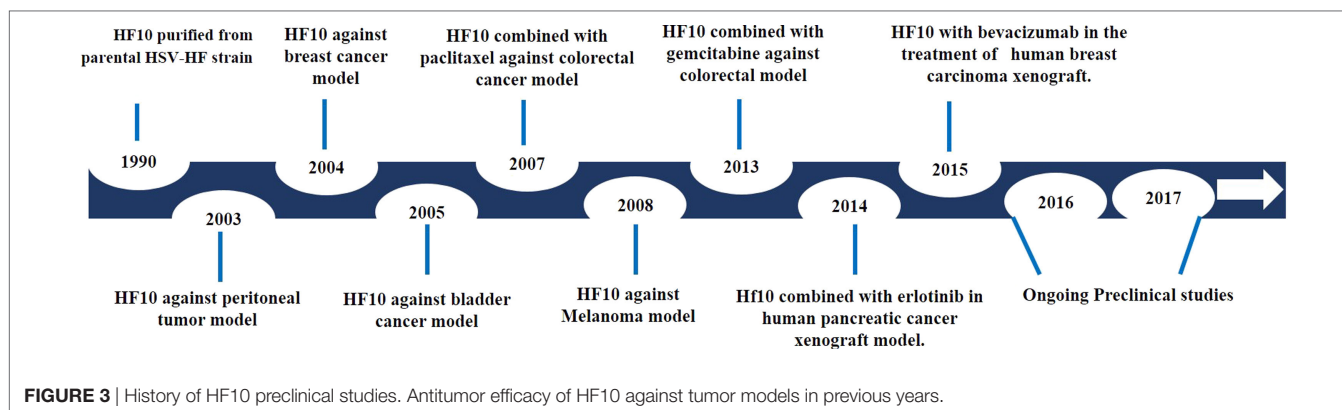 HF10 purified from
parental HSV-HF strain
HF10 against
breast cancer
model
HF10 combined with
paclitaxel against colorectal
cancer model
HF10 combined with
gemcitabine against
colorectal model
HF10 with bevacizumab in the
treatment of human breast
carcinoma xenograft.
1990
2003
2004
2005
2007
2008
2013
2014
2015
2016
2017
HF10 against peritoneal
tumor model
HF10 against bladder
cancer model
HF10 against
Melanoma model
Hf10 combined with erlotinib in
human pancreatic cancer
xenograft model.
Ongoing Preclinical studies
FIGURE 3 | History of HF10 preclinical studies. Antitumor efficacy of HF10 against tumor models in previous years.